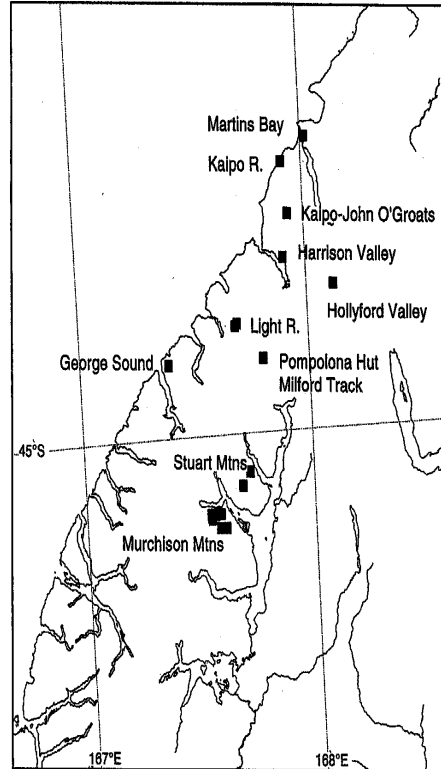 Martins Bay
Kaipo R.
Kaipo-John O'Groats
Harrison Valley
Hollyford Valley
Light R.
George Sound
Pompolona Hut
Milford Track
45°S
Stuart Mtns
Murchison Mtns
167°E
168°E